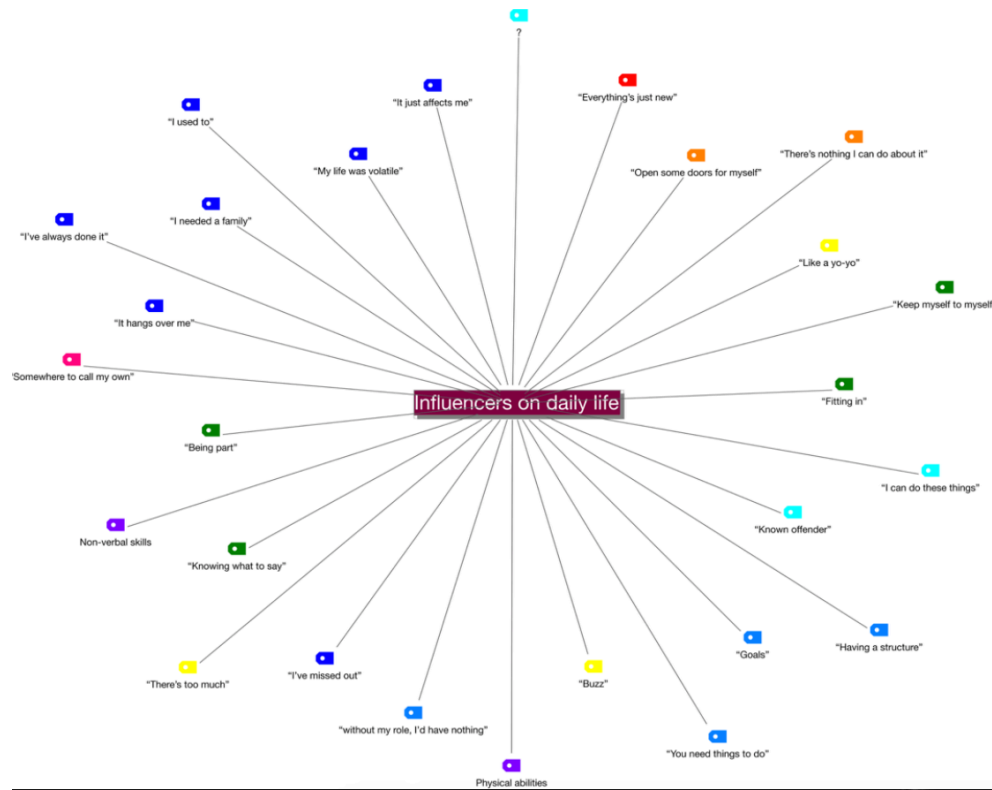 ?
“Everything’s just new”
“It just affects me”
“I used to”
“There’s nothing I can do about it”
“My life was volatile”
“Open some doors for myself”
“I needed a family”
“I’ve always done it”
“Like a yo-yo”
“Keep myself to myself
“It hangs over me”
“Somewhere to call my own”
Influencers on daily life
“Fitting in”
“Being part”
“I can do these things”
“Known offender”
Non-verbal skills
“Knowing what to say”
“Having a structure”
“Goals”
“There’s too much”
“I’ve missed out”
“Buzz”
“without my role, I’d have nothing”
“You need things to do”
Physical abilities